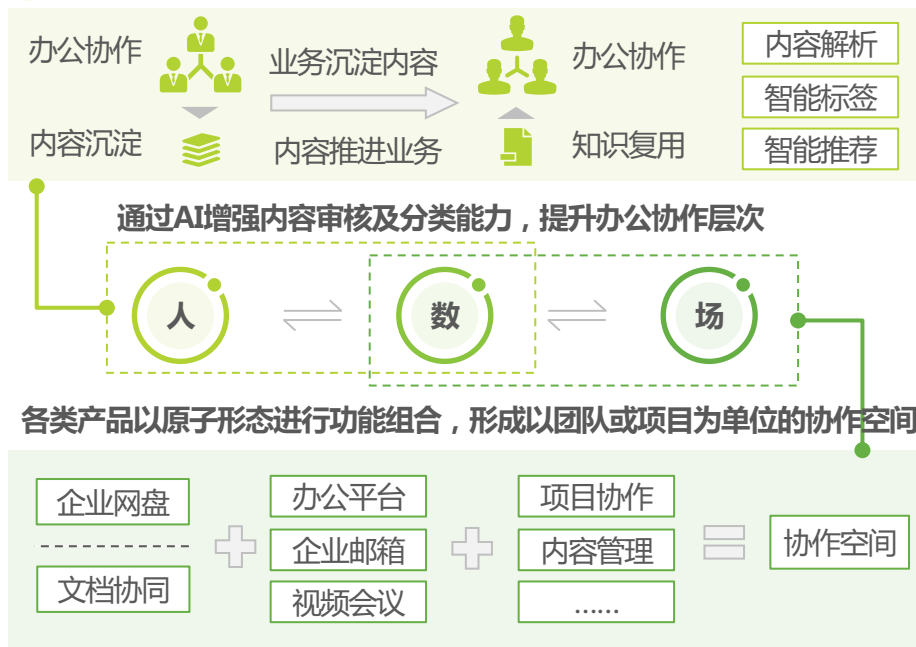 办公协作
业务沉淀内容
办公协作
内容解析
智能标签
内容沉淀
内容推进业务
知识复用
智能推荐
通过AI增强内容审核及分类能力，提升办公协作层次
人
数
场
各类产品以原子形态进行功能组合，形成以团队或项目为单位的协作空间
企业网盘
文档协同
办公平台
企业邮箱
视频会议
项目协作
内容管理
……
协作空间